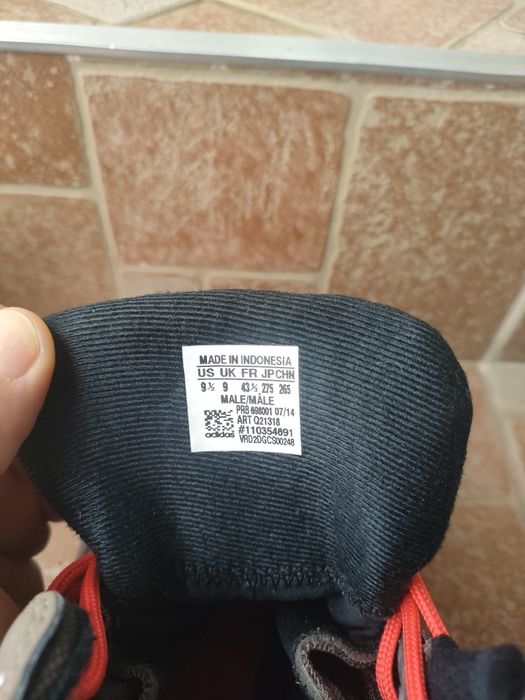 MADE IN INDONESIA
US UK FR JP CHN
9½ 9 43⅓ 275 265
MALE/MÂLE
PRB 698001 07/14
ART Q21318
#110354691
adidas
VRD2DGCS00248